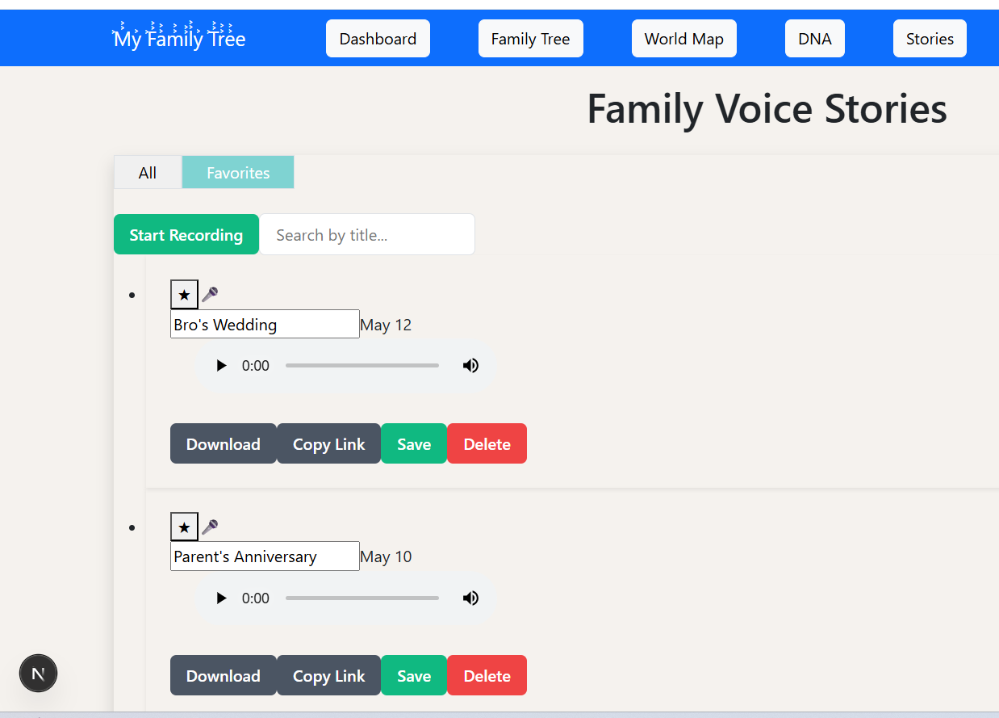 My Family Tree
Dashboard
Family Tree
World Map
DNA
Stories
Family Voice Stories
All
Favorites
Start Recording
Search by title...
★
Bro's Wedding
May 12
0:00
Download
Copy Link
Save
Delete
★
Parent's Anniversary
May 10
0:00
Download
Copy Link
Save
Delete
N